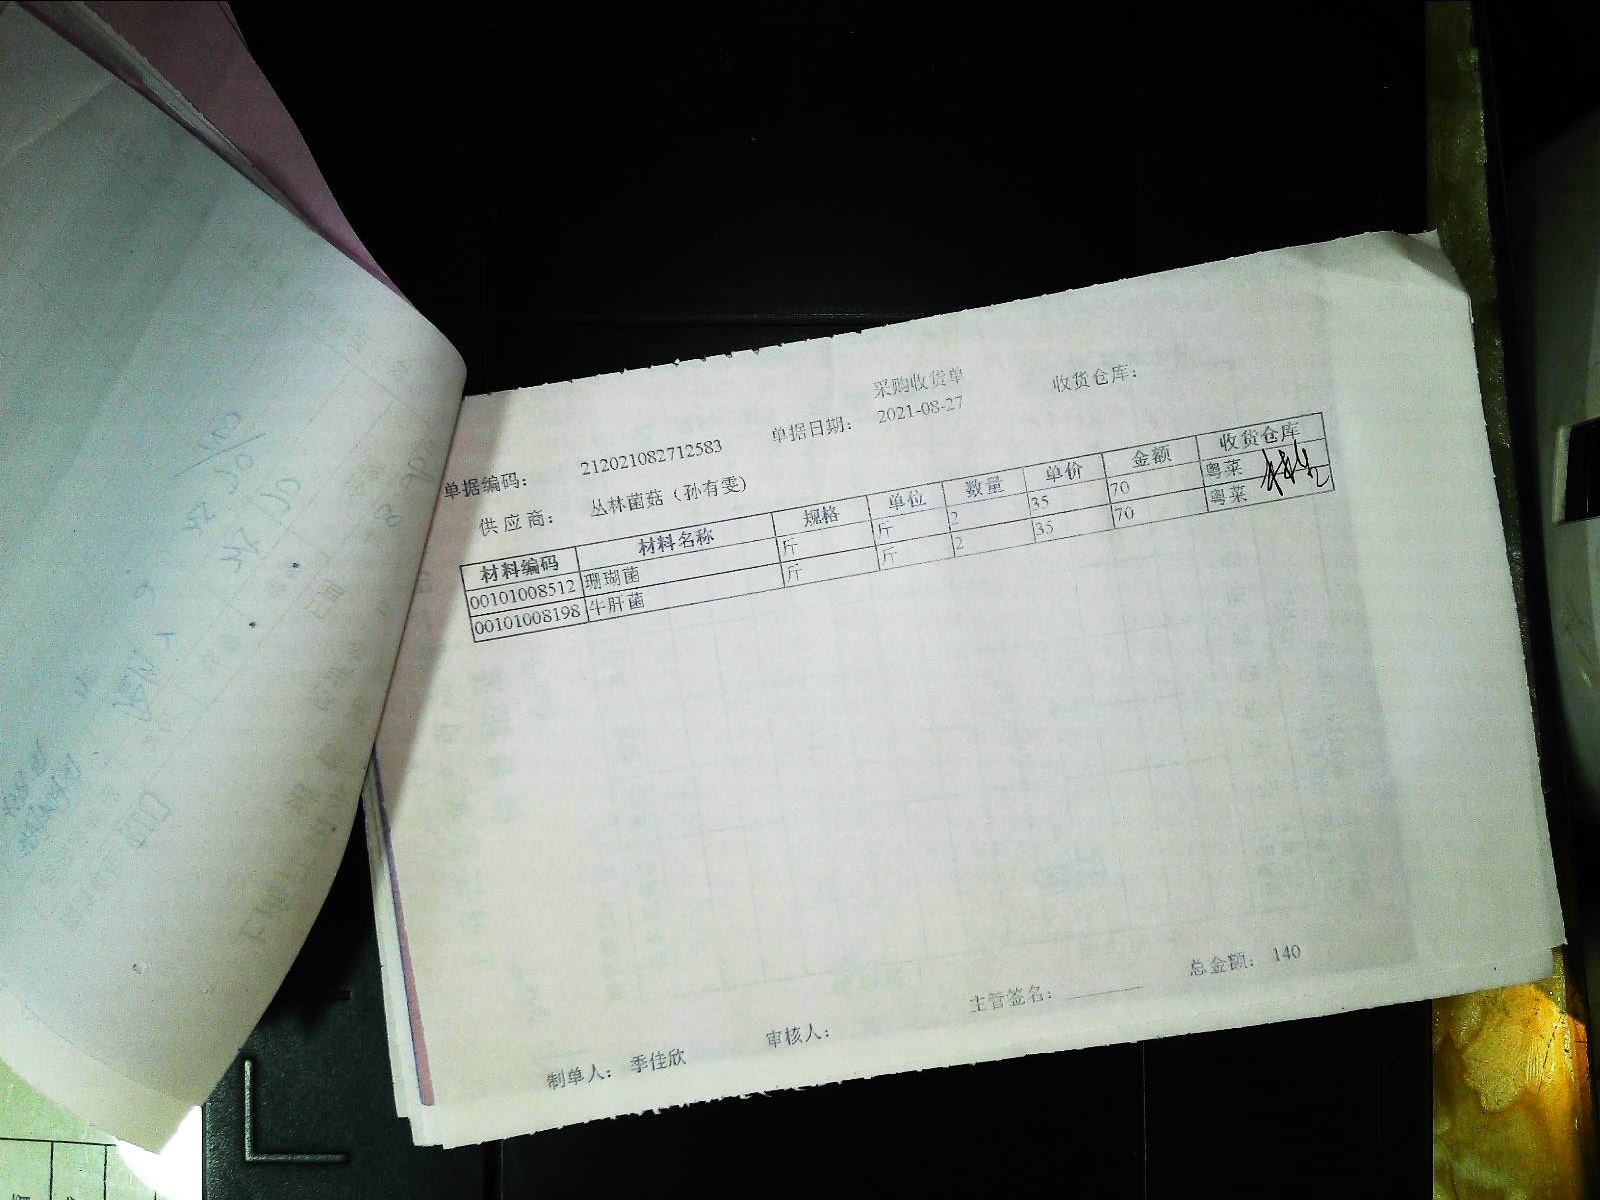 采购收货单
收货仓库：
单据编码： 212021082712583 单据日期： 2021-08-27
供应商： 丛林菌菇（孙有雯）
材料编码 材料名称 规格 单位 数量 单价 金额 收货仓库
00101008512 珊瑚菌 斤 斤 2 35 70 粤菜
00101008198 牛肝菌 斤 斤 2 35 70 粤菜
总金额： 140
制单人： 季佳欣 审核人： 主管签名：